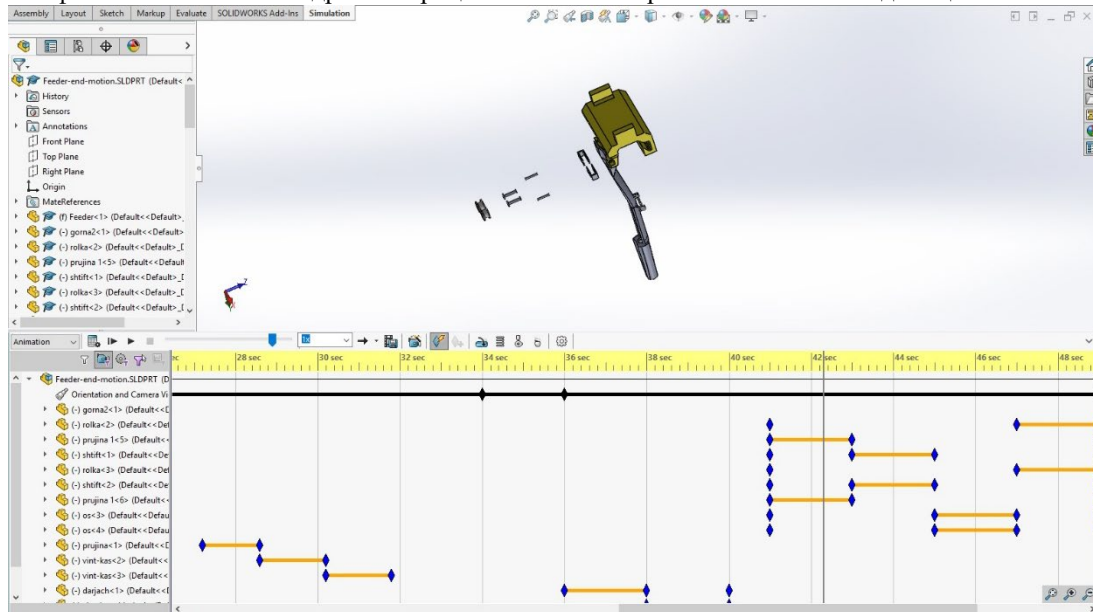 Assembly Layout Sketch Markup Evaluate SOLIDWORKS Add-Ins Simulation
Feeder-end-motion.SLDPRT (Default<
History
Sensors
Annotations
Front Plane
Top Plane
Right Plane
Origin
MateReferences
(f) Feeder<1> (Default<<Default>_
(-) gorna2<1> (Default<<Default>
(-) rolka<2> (Default<<Default>_D
(-) prujina 1<5> (Default<<Default
(-) shtift<1> (Default<<Default>_D
(-) rolka<3> (Default<<Default>_D
(-) shtift<2> (Default<<Default>_D
Z
Animation 1x
28 sec 30 sec 32 sec 34 sec 36 sec 38 sec 40 sec 42 sec 44 sec 46 sec 48 sec
Feeder-end-motion.SLDPRT (D
Orientation and Camera Vi
(-) gorna2<1> (Default<<D
(-) rolka<2> (Default<<Def
(-) prujina 1<5> (Default<<
(-) shtift<1> (Default<<De
(-) rolka<3> (Default<<Def
(-) shtift<2> (Default<<De
(-) prujina 1<6> (Default<<
(-) os<3> (Default<<Defau
(-) os<4> (Default<<Defau
(-) prujina<1> (Default<<D
(-) vint-kas<2> (Default<<
(-) vint-kas<3> (Default<<
(-) darjach<1> (Default<<D